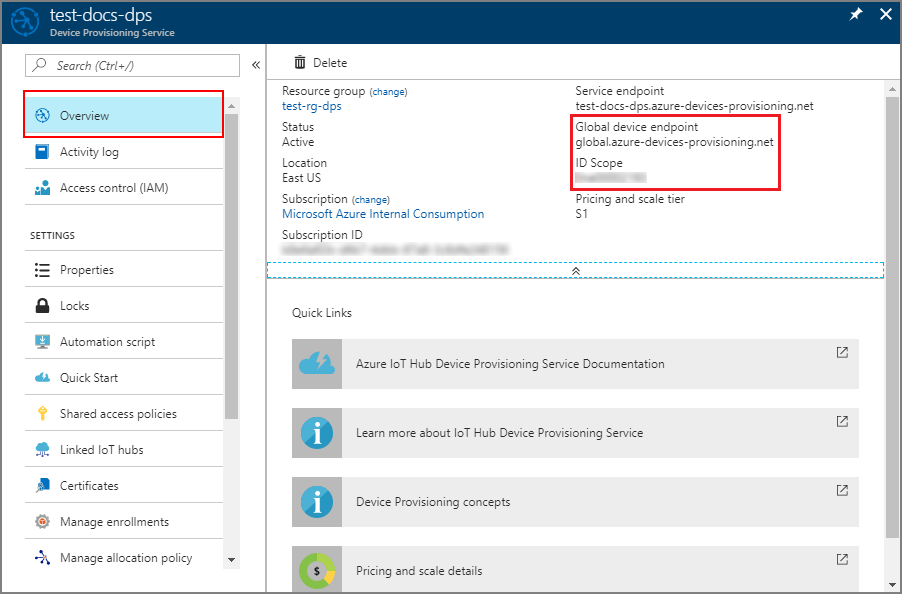 test-docs-dps
Device Provisioning Service
Search (Ctrl+/)
Overview
Activity log
Access control (IAM)
SETTINGS
Properties
Locks
Automation script
Quick Start
Shared access policies
Linked IoT hubs
Certificates
Manage enrollments
Manage allocation policy
Delete
Resource group (change)
test-rg-dps
Status
Active
Location
East US
Subscription (change)
Microsoft Azure Internal Consumption
Subscription ID
Service endpoint
test-docs-dps.azure-devices-provisioning.net
Global device endpoint
global.azure-devices-provisioning.net
ID Scope
Pricing and scale tier
S1
Quick Links
Azure IoT Hub Device Provisioning Service Documentation
Learn more about IoT Hub Device Provisioning Service
Device Provisioning concepts
$
Pricing and scale details